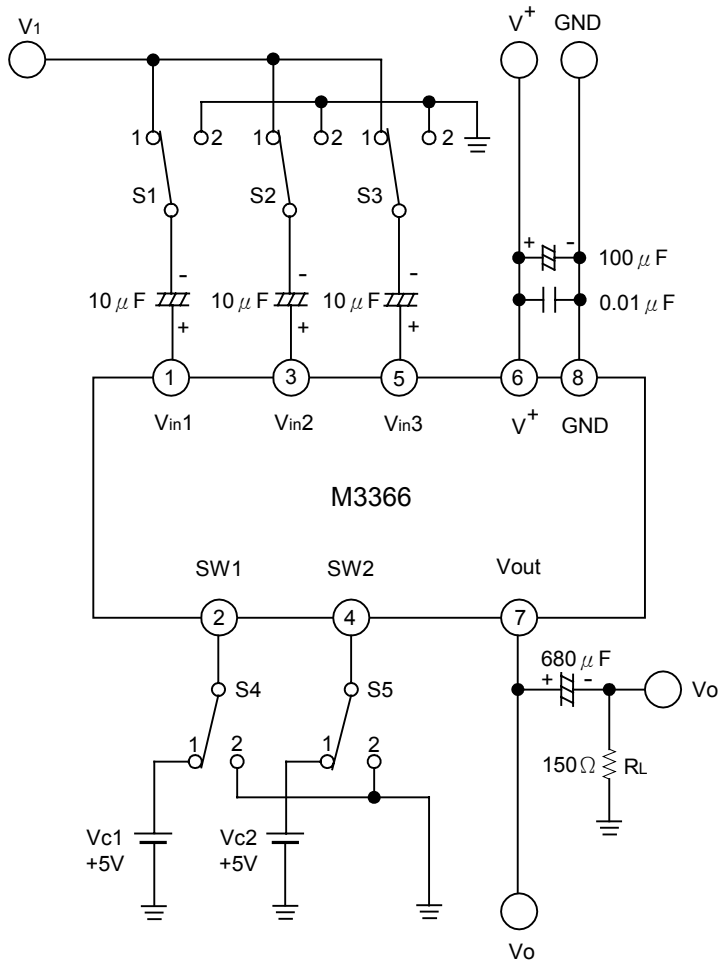 V1 V+ GND
1 2 1 2 1 2
S1 S2 S3
+ - 100 μF
- - -
10 μF 10 μF 10 μF 0.01 μF
+ + +
1 3 5 6 8
Vin1 Vin2 Vin3 V+ GND
M3366
SW1 SW2 Vout
2 4 7
680 μF
+ -
S4 S5 Vo
1 2 1 2
150Ω RL
Vc1 Vc2
+5V +5V
Vo